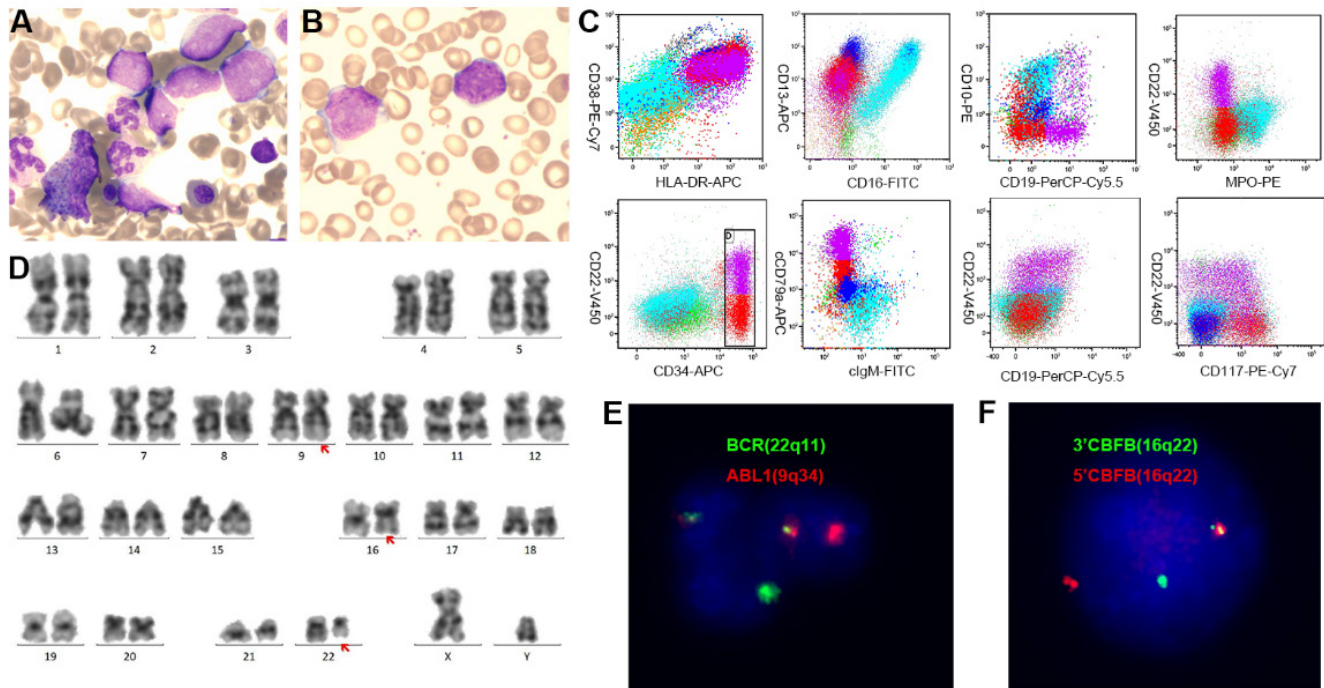 A
B
C
CD38-PE-Cy7
HLA-DR-APC
CD13-APC
CD16-FITC
CD10-PE
CD19-PerCP-Cy5.5
CD22-V450
MPO-PE
CD22-V450
CD34-APC
cCD79a-APC
cIgM-FITC
CD22-V450
CD19-PerCP-Cy5.5
CD22-V450
CD117-PE-Cy7
D
1 2 3 4 5
6 7 8 9 10 11 12
13 14 15 16 17 18
19 20 21 22 X Y
E
BCR(22q11)
ABL1(9q34)
F
3'CBFB(16q22)
5'CBFB(16q22)